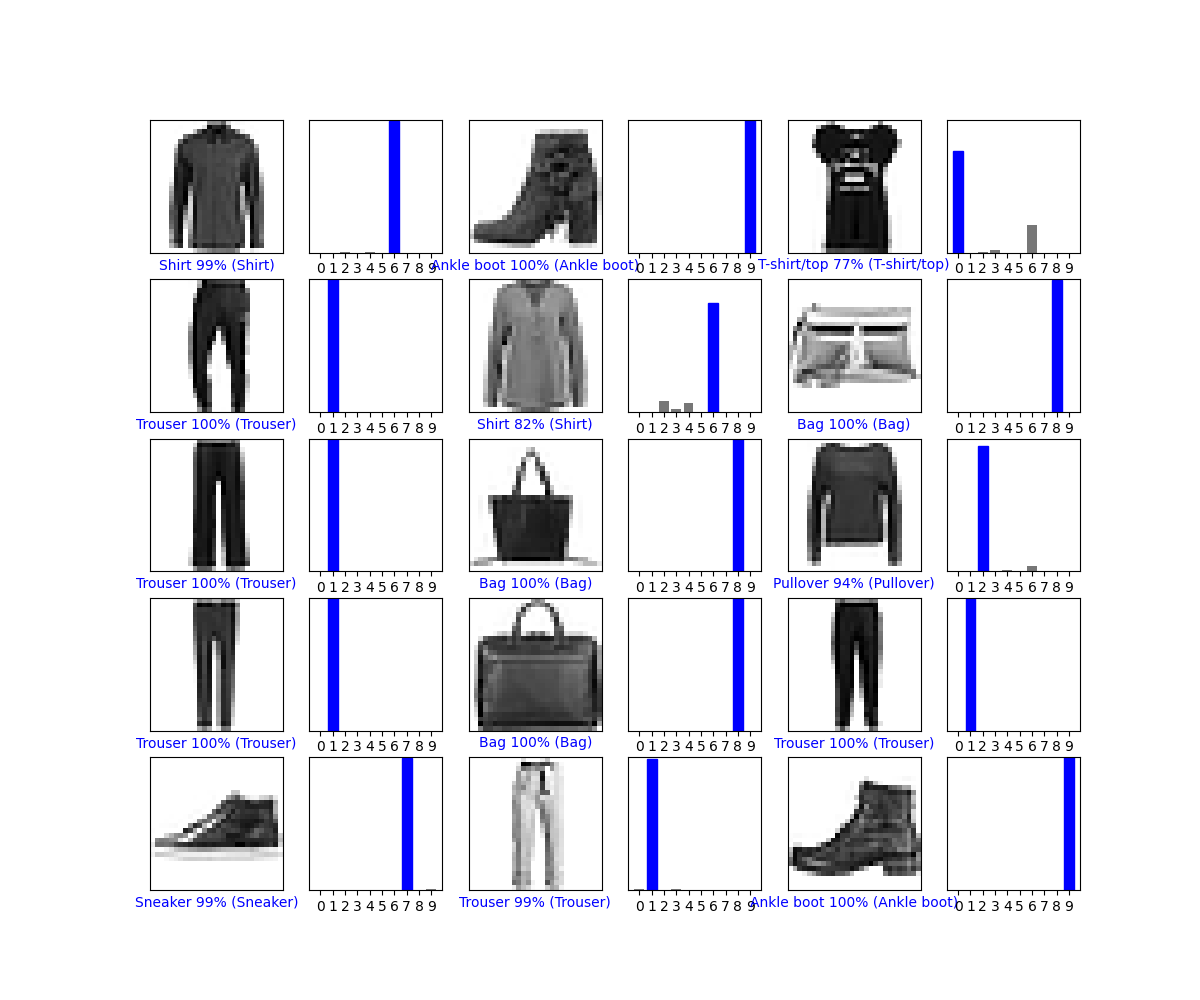 Shirt 99% (Shirt)
0 1 2 3 4 5 6 7 8 9
Ankle boot 100% (Ankle boot)
0 1 2 3 4 5 6 7 8 9
T-shirt/top 77% (T-shirt/top)
0 1 2 3 4 5 6 7 8 9
Trouser 100% (Trouser)
0 1 2 3 4 5 6 7 8 9
Shirt 82% (Shirt)
0 1 2 3 4 5 6 7 8 9
Bag 100% (Bag)
0 1 2 3 4 5 6 7 8 9
Trouser 100% (Trouser)
0 1 2 3 4 5 6 7 8 9
Bag 100% (Bag)
0 1 2 3 4 5 6 7 8 9
Pullover 94% (Pullover)
0 1 2 3 4 5 6 7 8 9
Trouser 100% (Trouser)
0 1 2 3 4 5 6 7 8 9
Bag 100% (Bag)
0 1 2 3 4 5 6 7 8 9
Trouser 100% (Trouser)
0 1 2 3 4 5 6 7 8 9
Sneaker 99% (Sneaker)
0 1 2 3 4 5 6 7 8 9
Trouser 99% (Trouser)
0 1 2 3 4 5 6 7 8 9
Ankle boot 100% (Ankle boot)
0 1 2 3 4 5 6 7 8 9